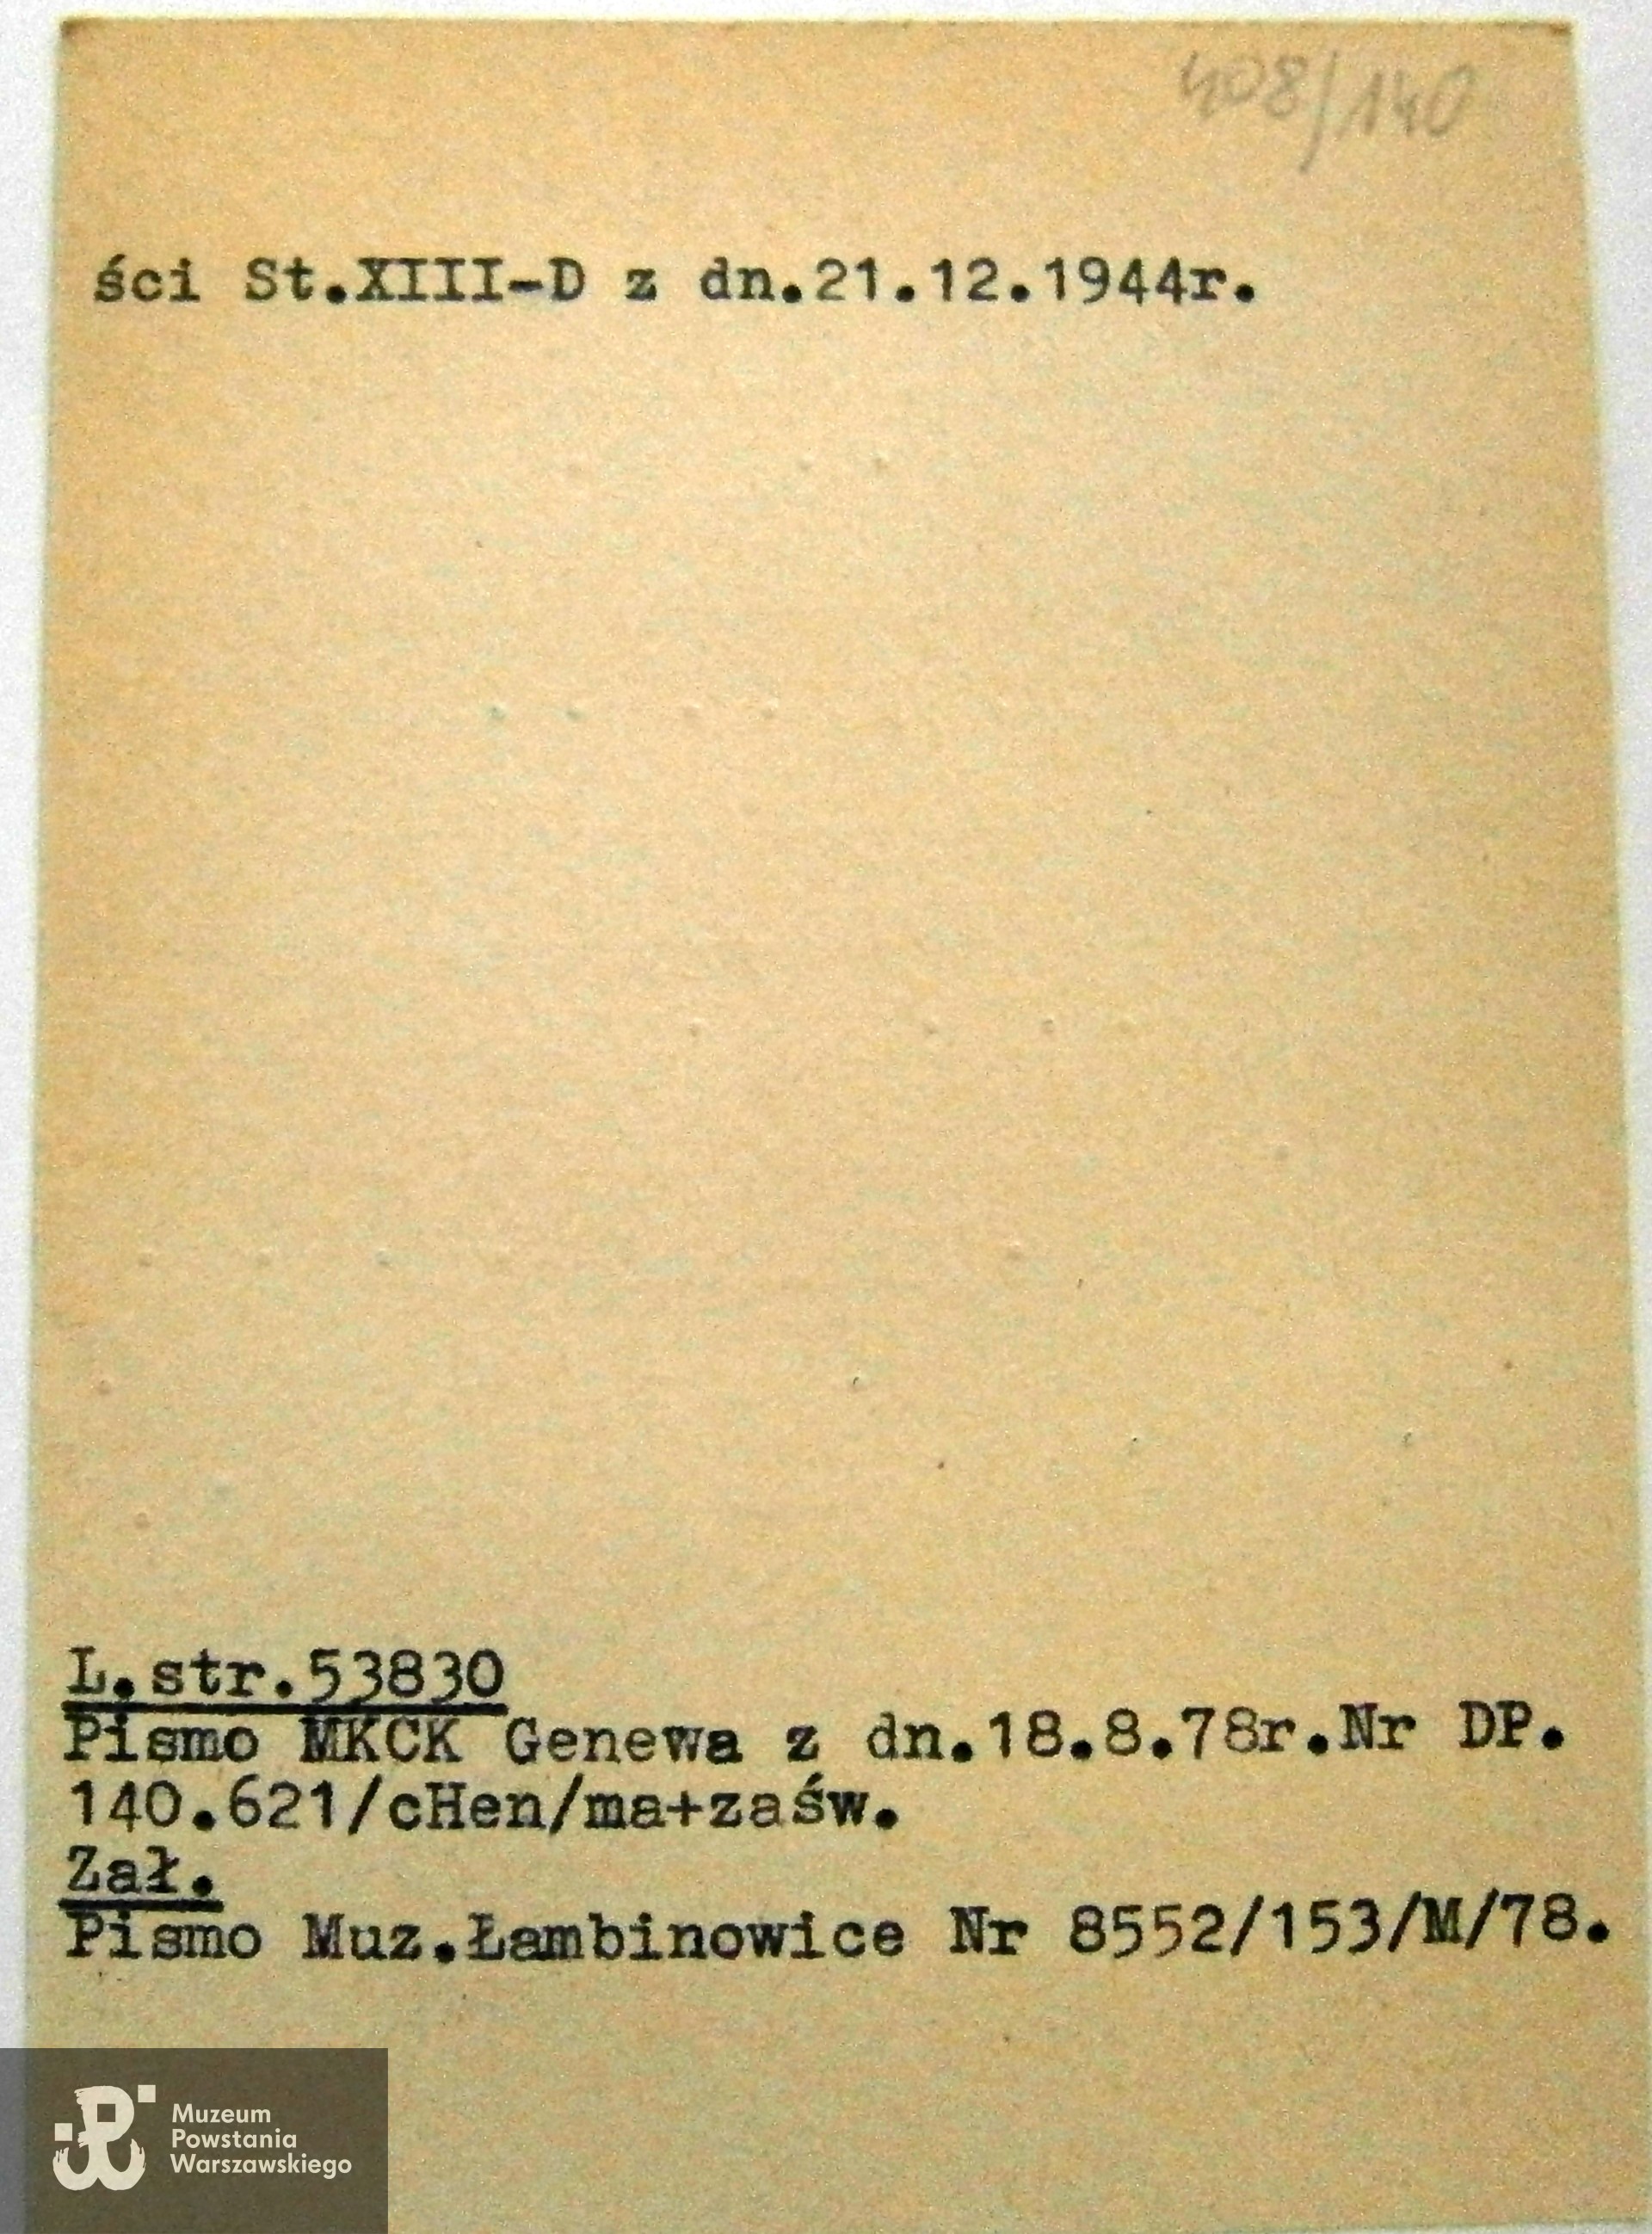 408/140
ści St.XIII-D z dn.21.12.1944r.
L.str.53830
Pismo MKCK Genewa z dn.18.8.78r.Nr DP.
140.621/cHen/ma+zaśw.
Zał.
Pismo Muz.Łambinowice Nr 8552/153/M/78.
Muzeum
Powstania
Warszawskiego